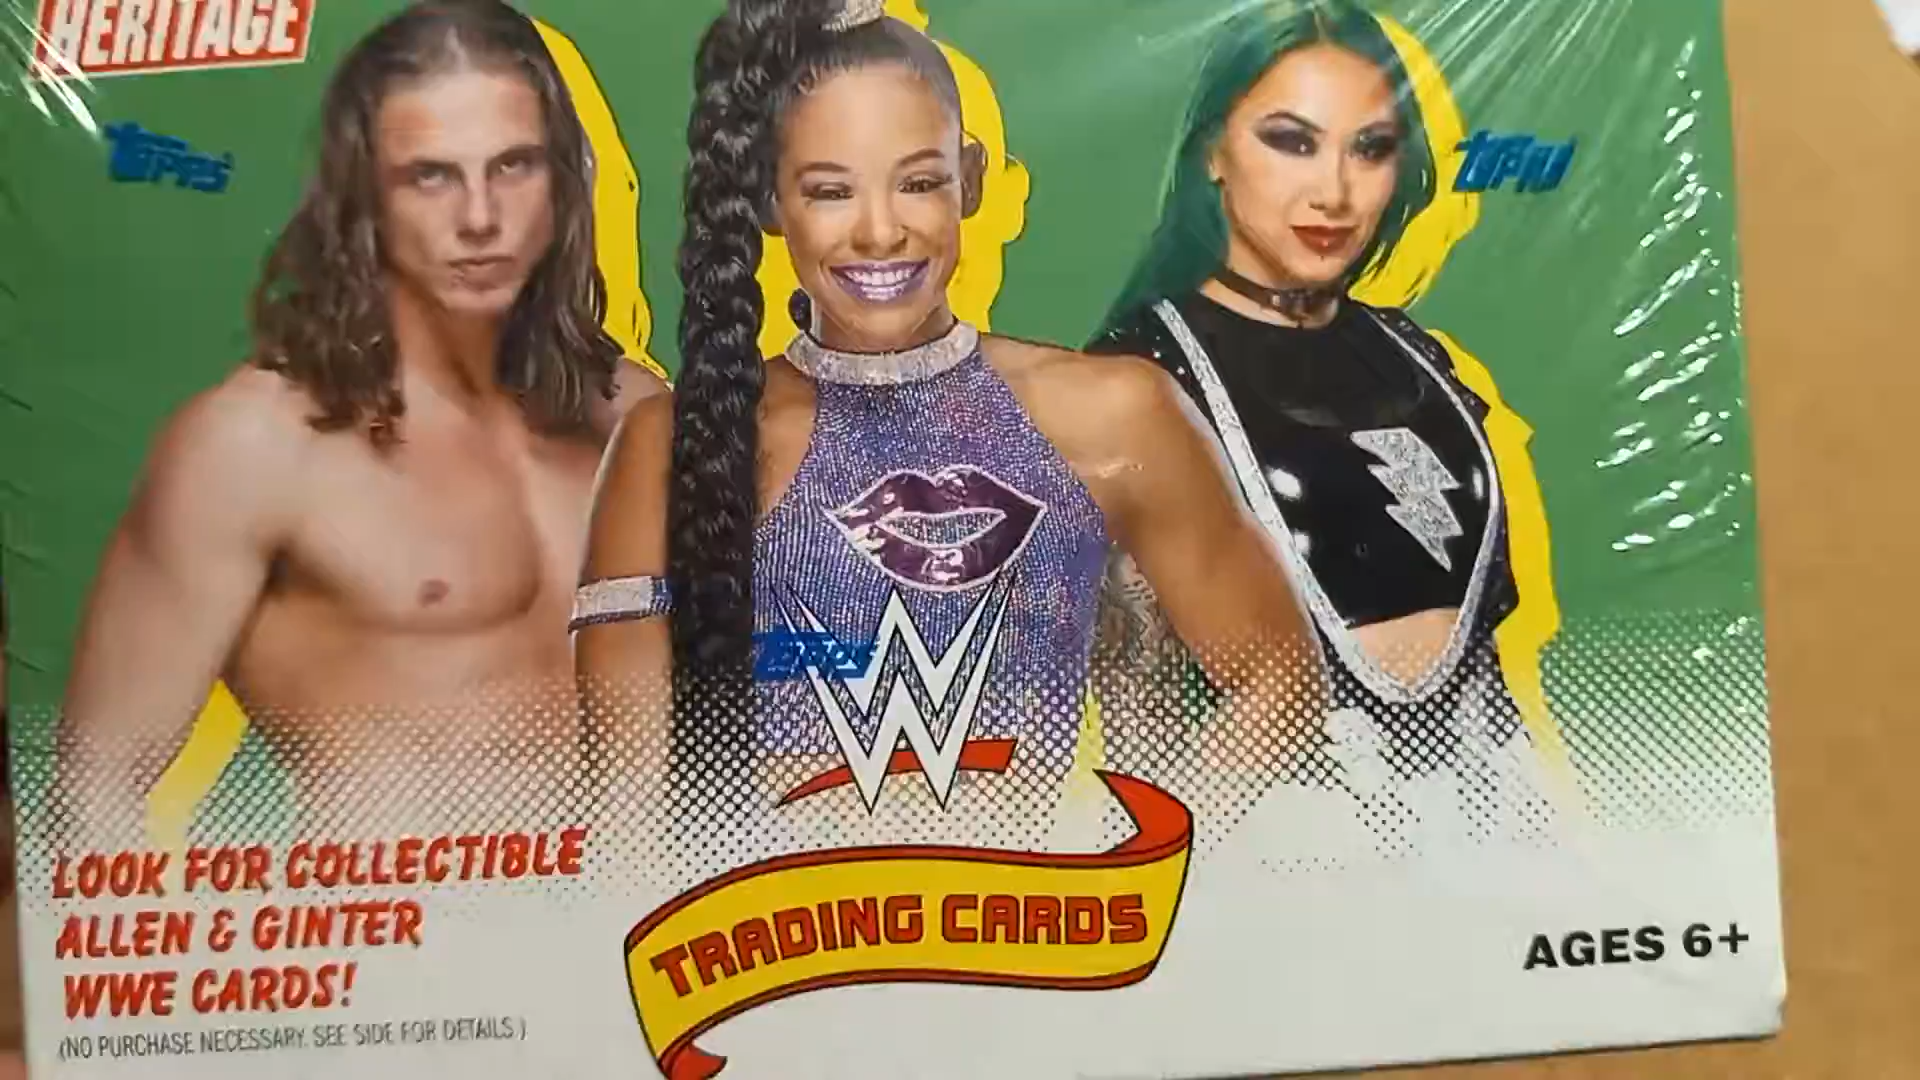 HERITAGE
Topps
Topps
Topps
W
LOOK FOR COLLECTIBLE
ALLEN & GINTER
WWE CARDS!
(NO PURCHASE NECESSARY. SEE SIDE FOR DETAILS.)
TRADING CARDS
AGES 6+